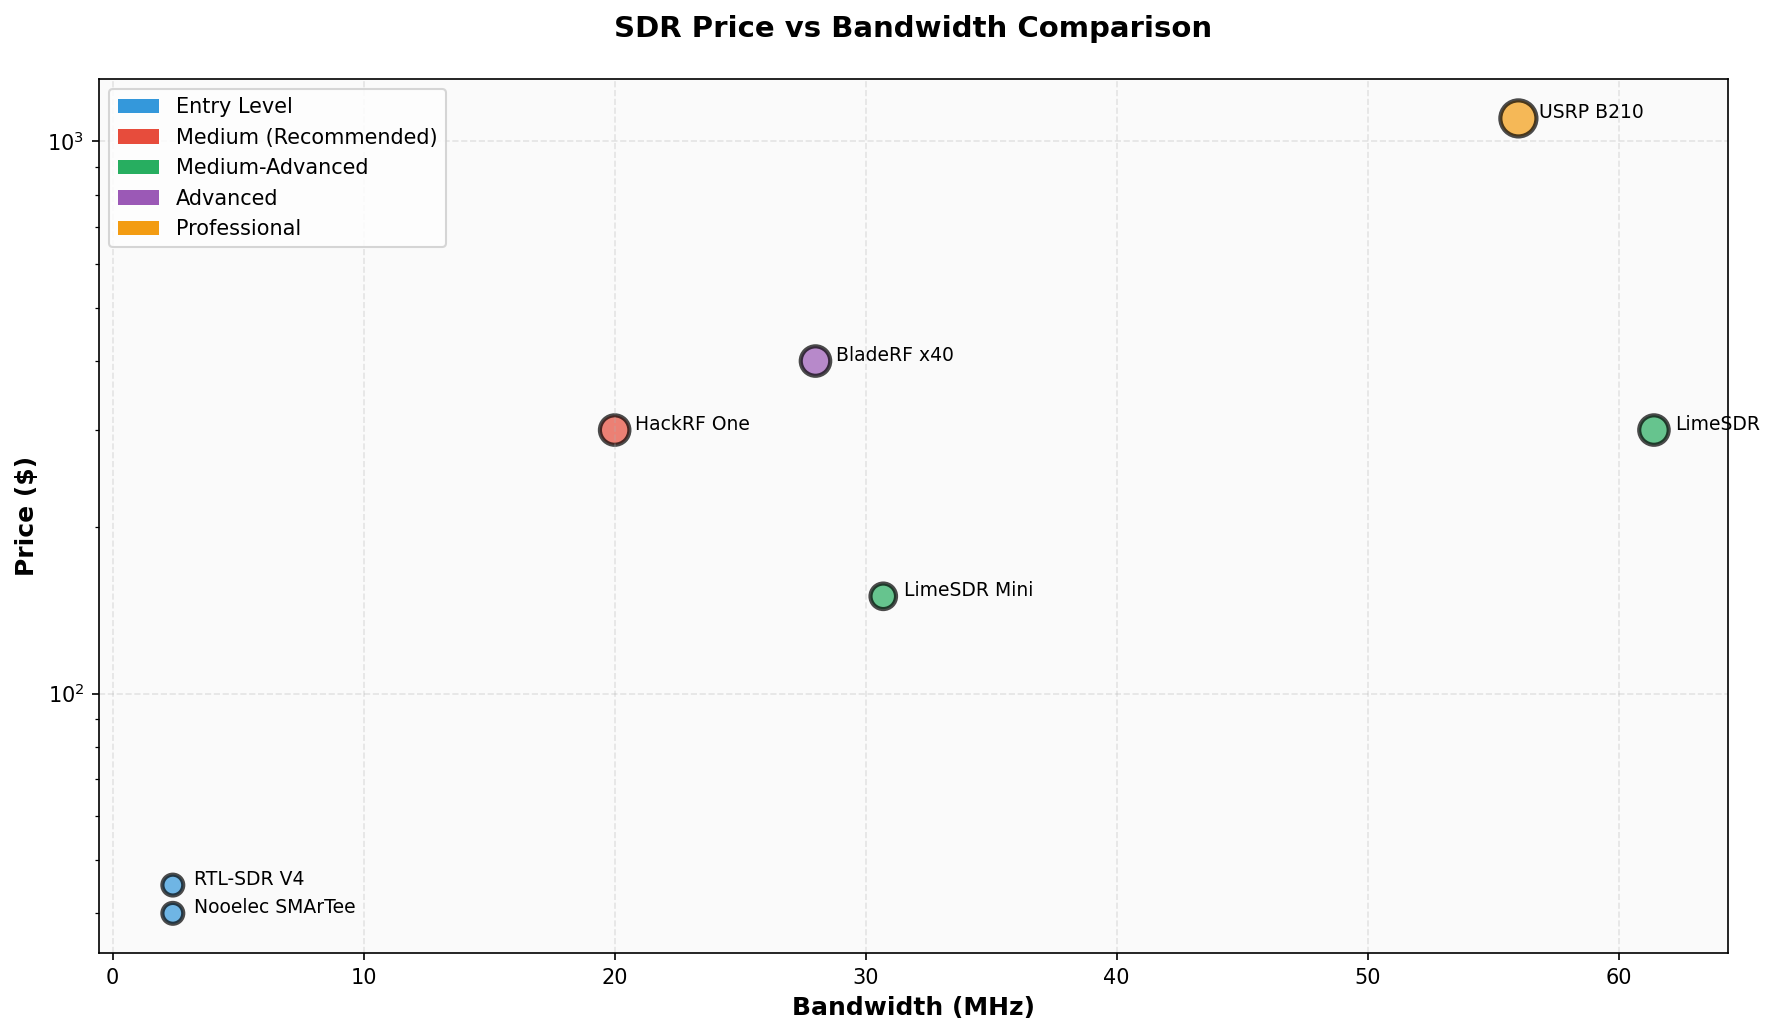 SDR Price vs Bandwidth Comparison
Entry Level
Medium (Recommended)
Medium-Advanced
Advanced
Professional
USRP B210
BladeRF x40
HackRF One
LimeSDR
LimeSDR Mini
RTL-SDR V4
Nooelec SMArTee
Price ($)
10³
10²
0 10 20 30 40 50 60
Bandwidth (MHz)